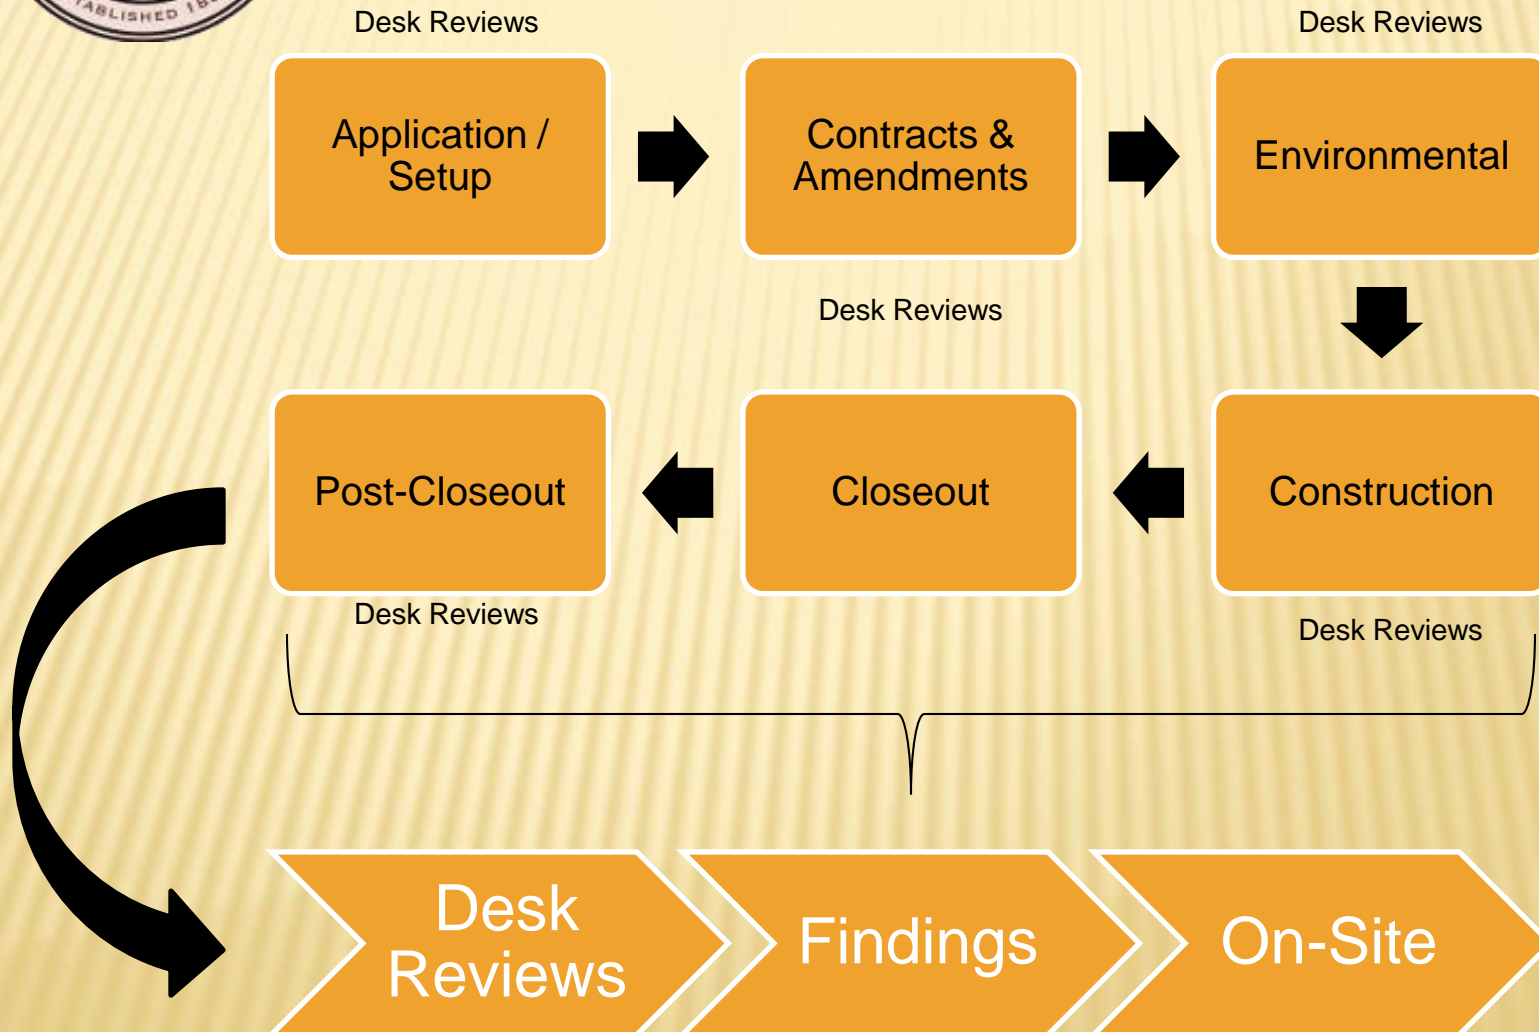 Desk Reviews
Desk Reviews
Application /
Setup
Contracts &
Amendments
Environmental
Desk Reviews
Post-Closeout
Closeout
Construction
Desk Reviews
Desk Reviews
Desk
Reviews
Findings
On-Site